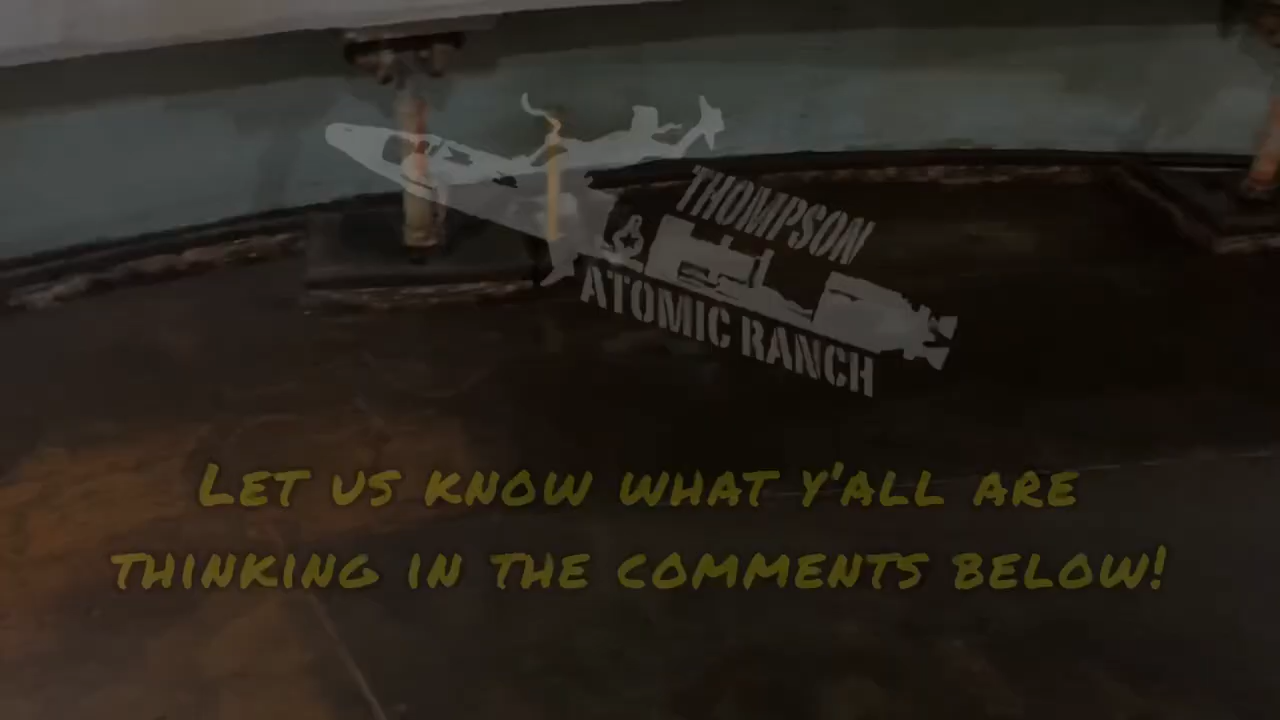 THOMPSON
ATOMIC RANCH
Let us know what y'all are
thinking in the comments below!